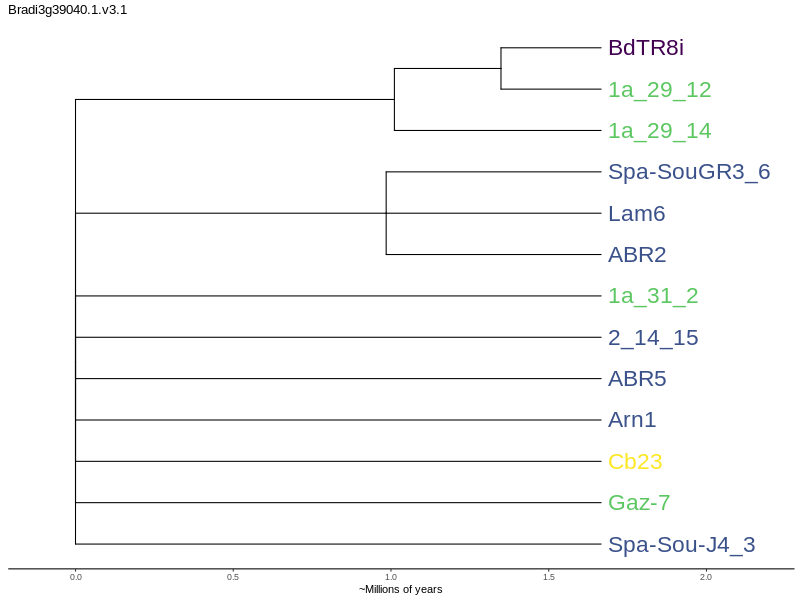 Bradi3g39040.1.v3.1
BdTR8i
1a_29_12
1a_29_14
Spa-SouGR3_6
Lam6
ABR2
1a_31_2
2_14_15
ABR5
Arn1
Cb23
Gaz-7
Spa-Sou-J4_3
0.0 0.5 1.0 1.5 2.0
~Millions of years